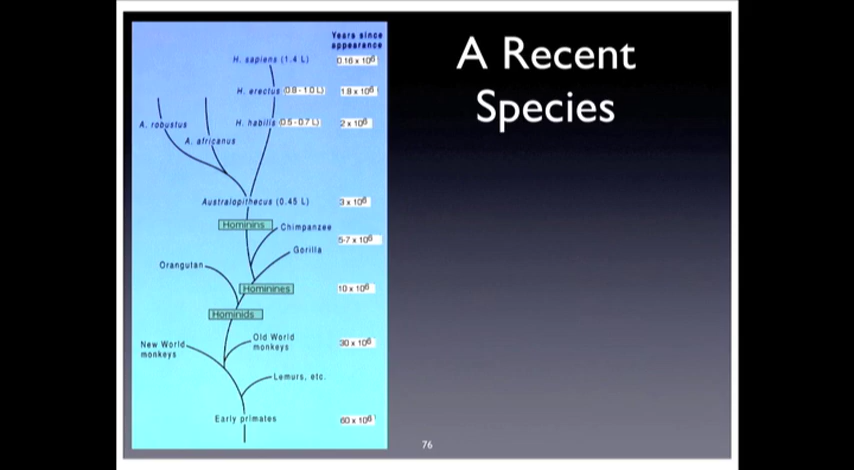 A Recent
Species
Years since
appearance
H. sapiens (1.4 L) 0.16 x 10⁶
H. erectus (0.8 - 1.0 L) 1.8 x 10⁶
H. habilis (0.5 - 0.7 L) 2 x 10⁶
A. robustus
A. africanus
Australopithecus (0.45 L) 3 x 10⁶
Hominins
Chimpanzee
5-7 x 10⁶
Gorilla
Orangutan
Hominines 10 x 10⁶
Hominids
Old World
monkeys
30 x 10⁶
New World
monkeys
Lemurs, etc.
Early primates 60 x 10⁶
76